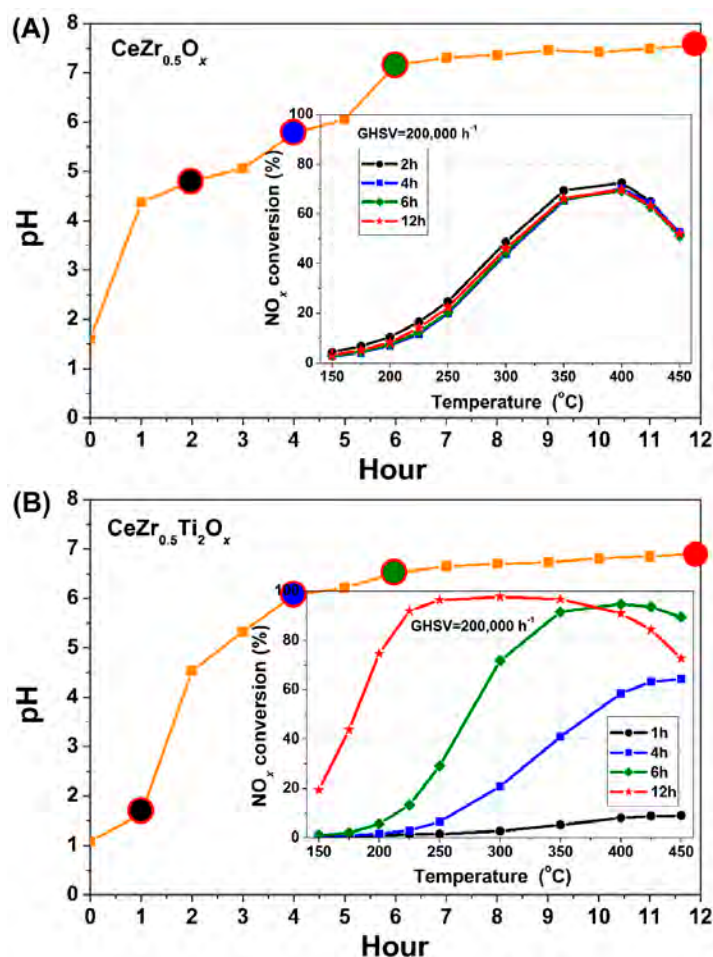 (A)
CeZr0.5Ox
pH
8
7
6
5
4
3
2
1
0
0 1 2 3 4 5 6 7 8 9 10 11 12
Hour
GHSV=200,000 h-1
2h
4h
6h
12h
NOx conversion (%)
100
80
60
40
20
0
150 200 250 300 350 400 450
Temperature (oC)
(B)
CeZr0.5Ti2Ox
pH
8
7
6
5
4
3
2
1
0
0 1 2 3 4 5 6 7 8 9 10 11 12
Hour
GHSV=200,000 h-1
1h
4h
6h
12h
NOx conversion (%)
100
80
60
40
20
0
150 200 250 300 350 400 450
Temperature (oC)